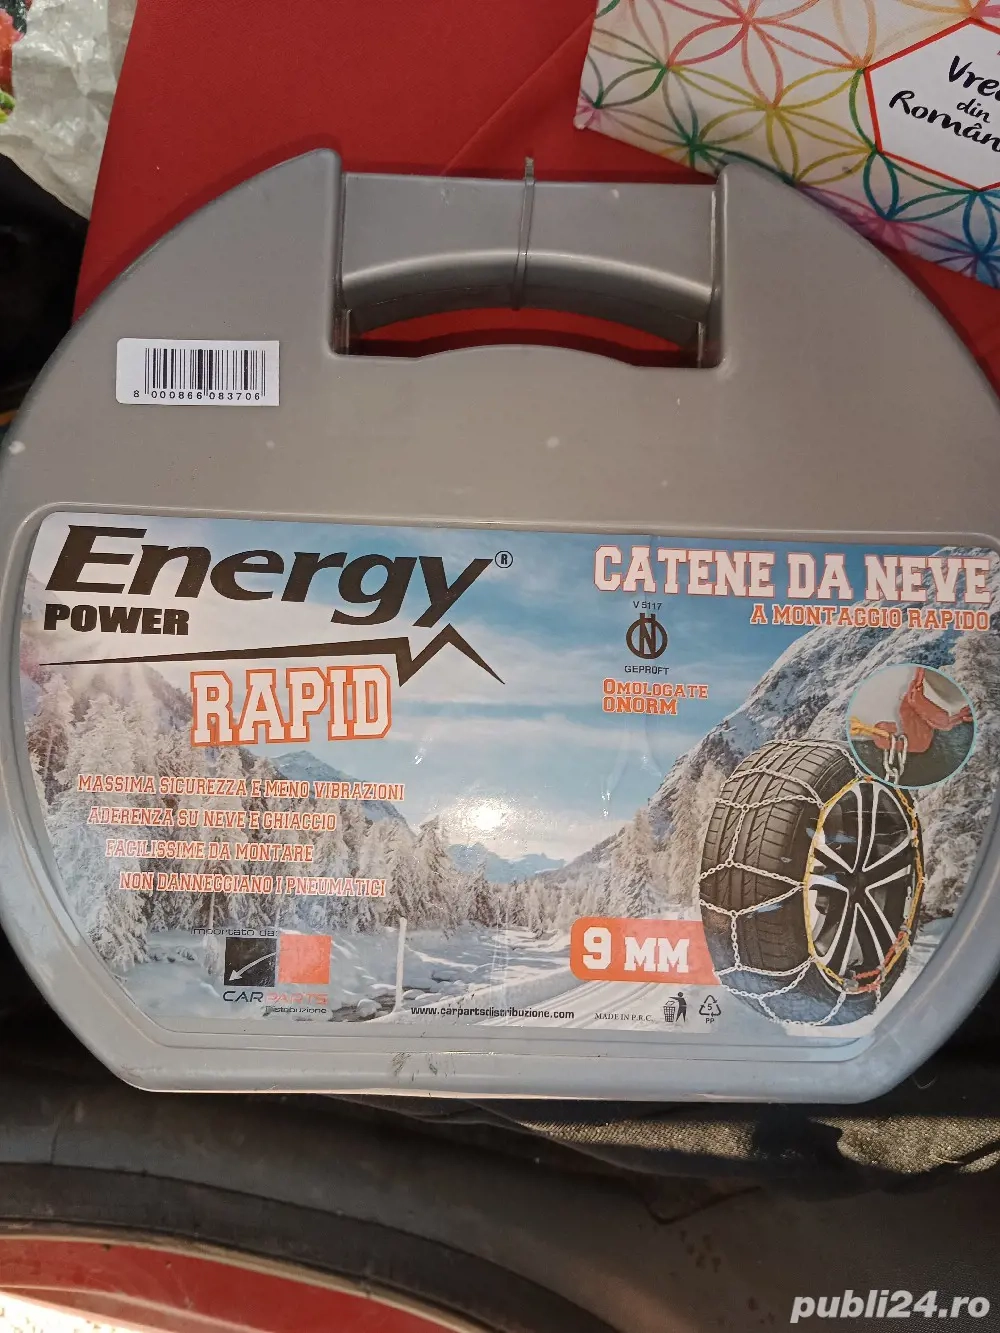 Vre
din
Român
8 000866 083706
Energy®
POWER
RAPID
CATENE DA NEVE
A MONTAGGIO RAPIDO
V 5117
N
GEPRÜFT
OMOLOGATE
ONORM
MASSIMA SICUREZZA E MENO VIBRAZIONI
ADERENZA SU NEVE E GHIACCIO
FACILISSIME DA MONTARE
NON DANNEGGIANO I PNEUMATICI
9 MM
Importato da:
CARPARTS
Distribuzione
www.carpartsdistribuzione.com
MADE IN P.R.C.
5
PP
publi24.ro